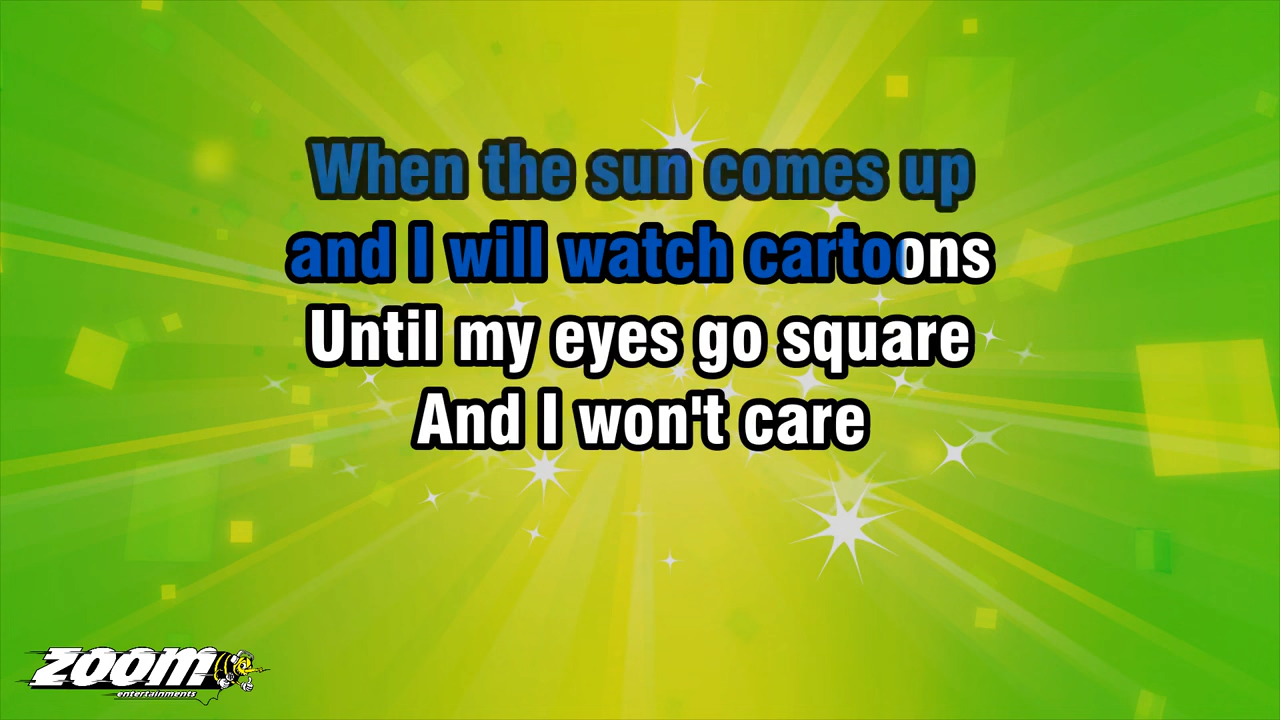 When the sun comes up
and I will watch cartoons
Until my eyes go square
And I won't care
ZOOM
entertainments